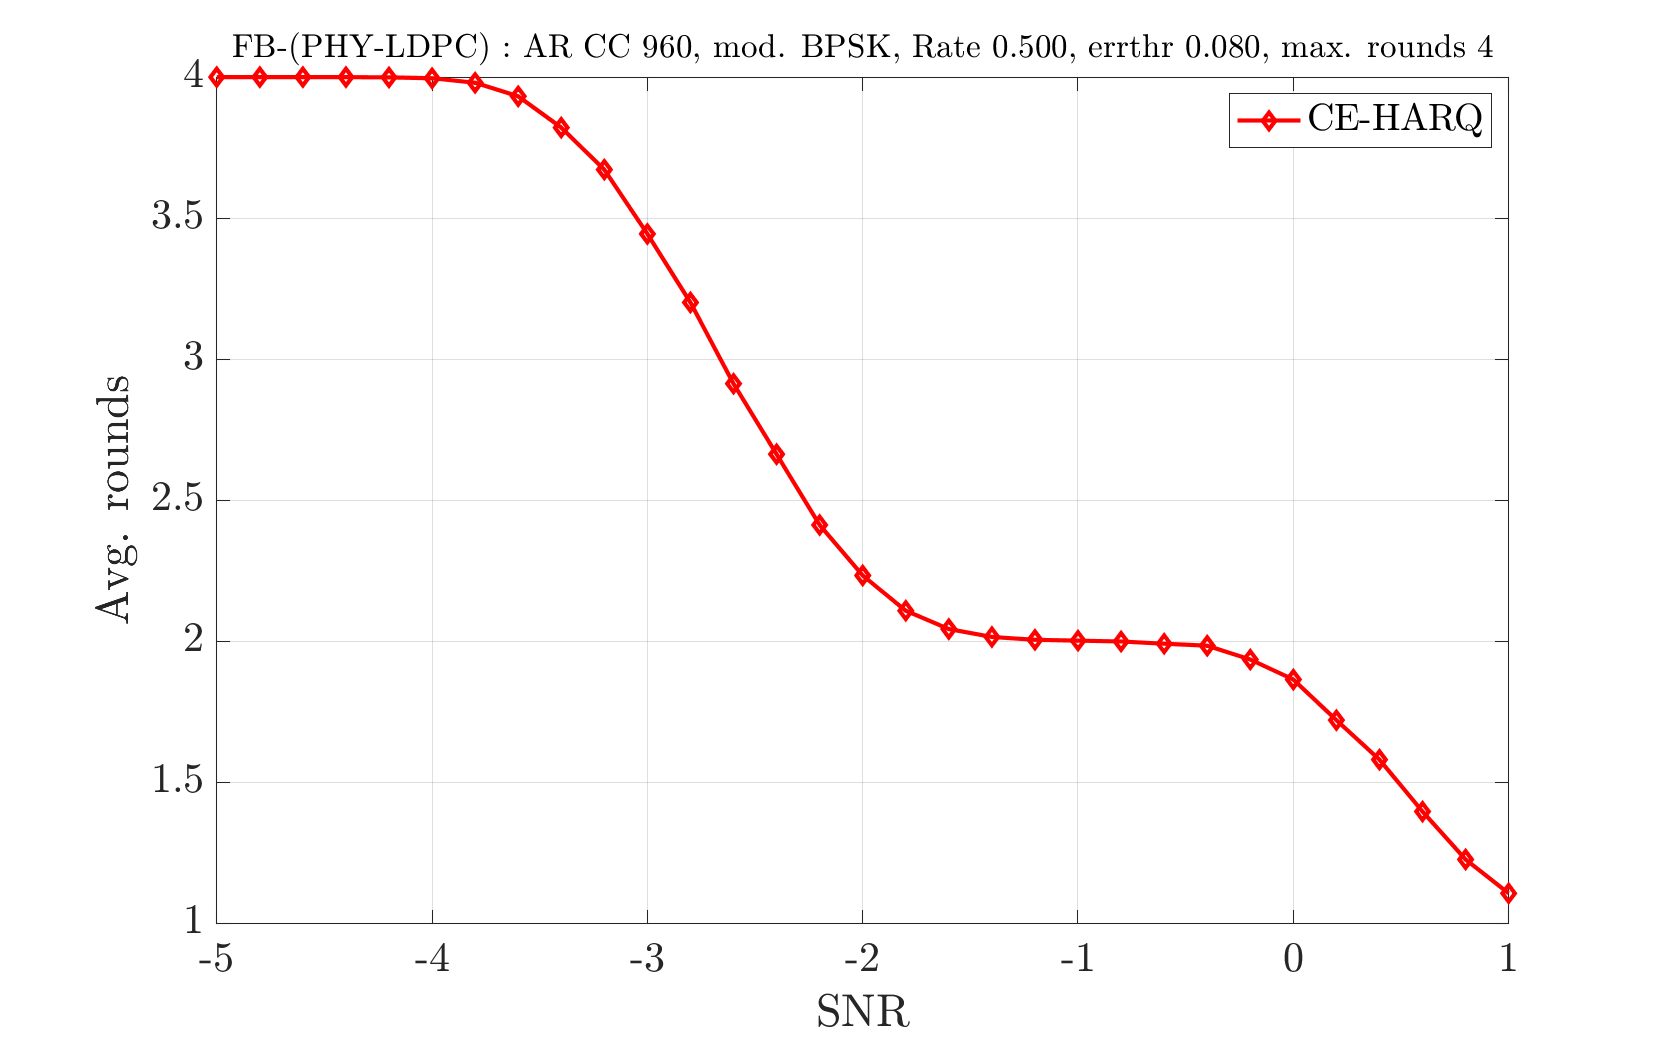 FB-(PHY-LDPC) : AR CC 960, mod. BPSK, Rate 0.500, errthr 0.080, max. rounds 4
CE-HARQ
4
3.5
3
2.5
2
1.5
1
Avg. rounds
-5 -4 -3 -2 -1 0 1
SNR